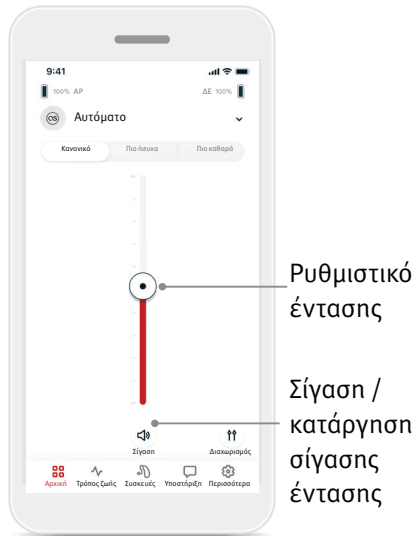 9:41
100% ΑΡ
ΔΕ 100%
Αυτόματο
Κανονικό
Πιο ήσυχα
Πιο καθαρά
Ρυθμιστικό
έντασης
Σίγαση /
κατάργηση
σίγασης
έντασης
Σίγαση
Διαχωρισμός
Αρχική
Τρόπος ζωής
Συσκευές
Υποστήριξη
Περισσότερα